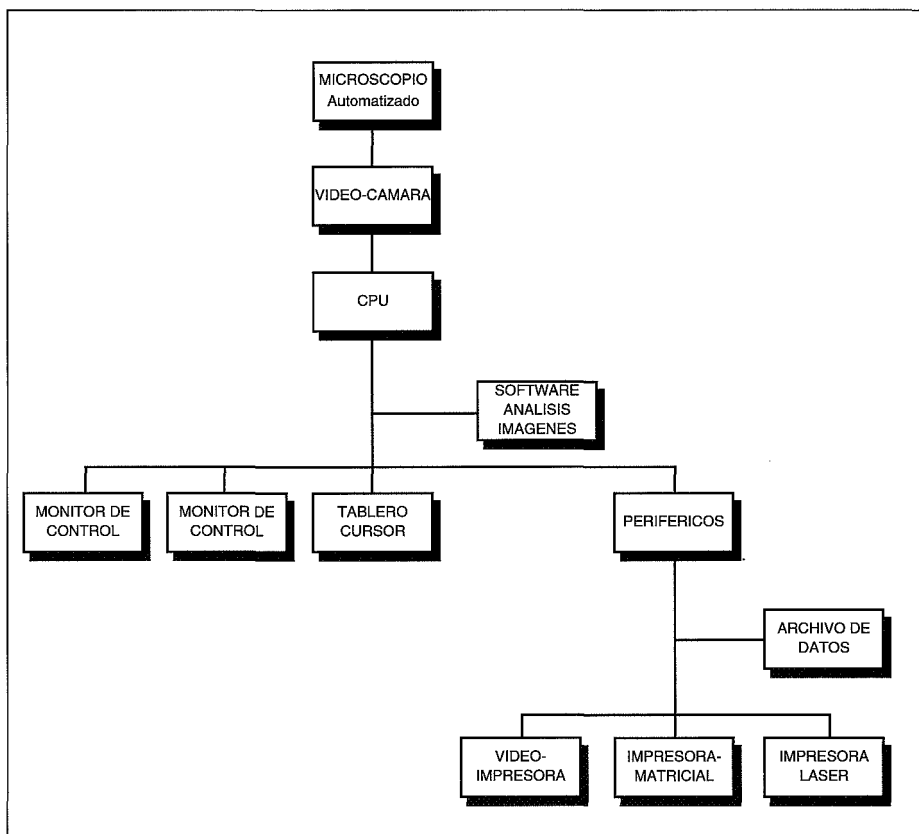 MICROSCOPIO
Automatizado
VIDEO-CAMARA
CPU
SOFTWARE
ANALISIS
IMAGENES
MONITOR DE
CONTROL
MONITOR DE
CONTROL
TABLERO
CURSOR
PERIFERICOS
ARCHIVO DE
DATOS
VIDEO-
IMPRESORA
IMPRESORA-
MATRICIAL
IMPRESORA
LASER